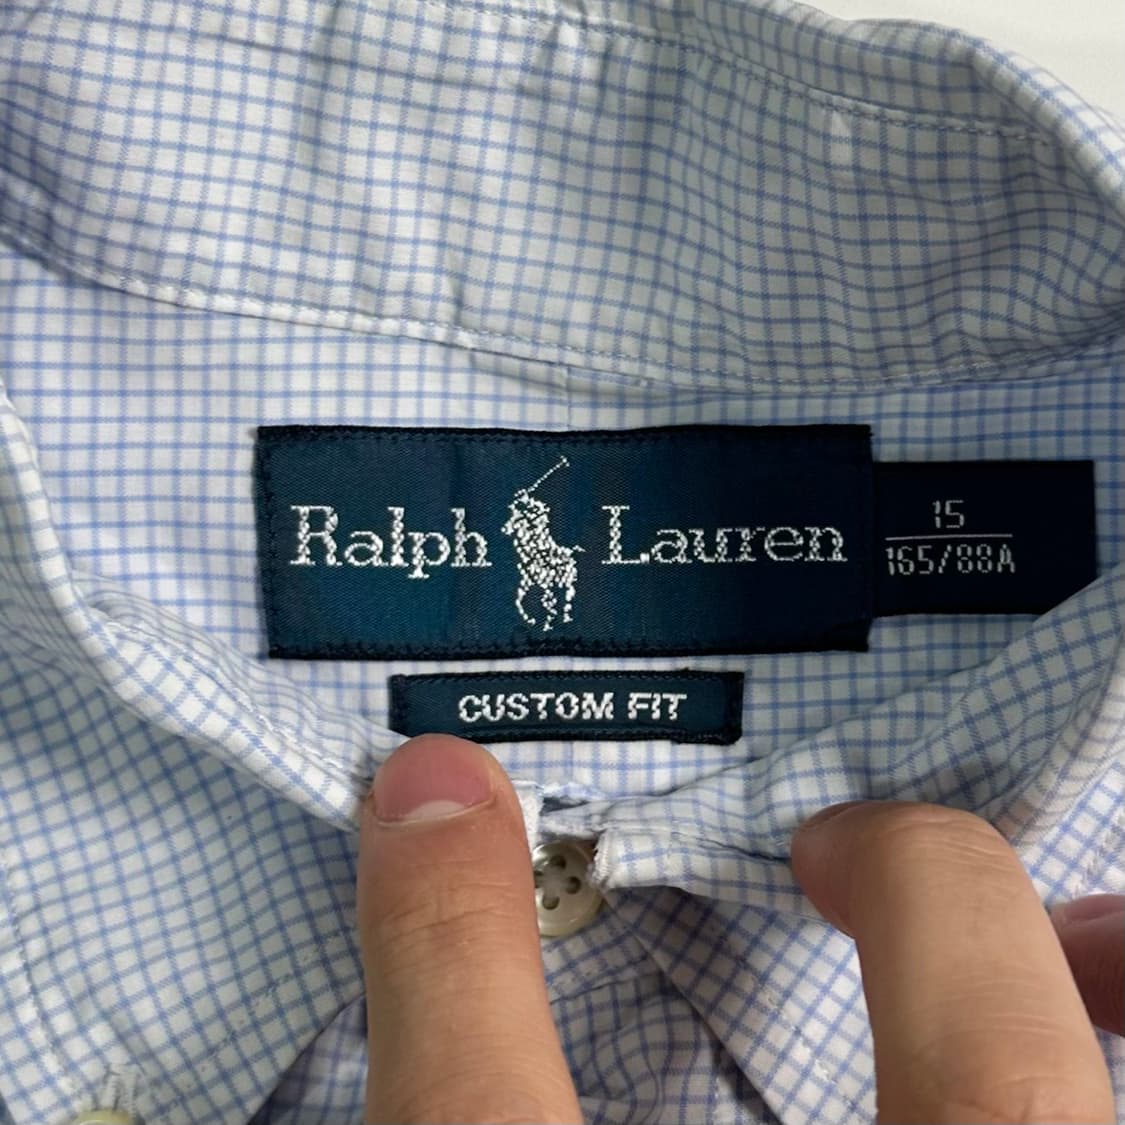 Ralph Lauren
15
165/88A
CUSTOM FIT